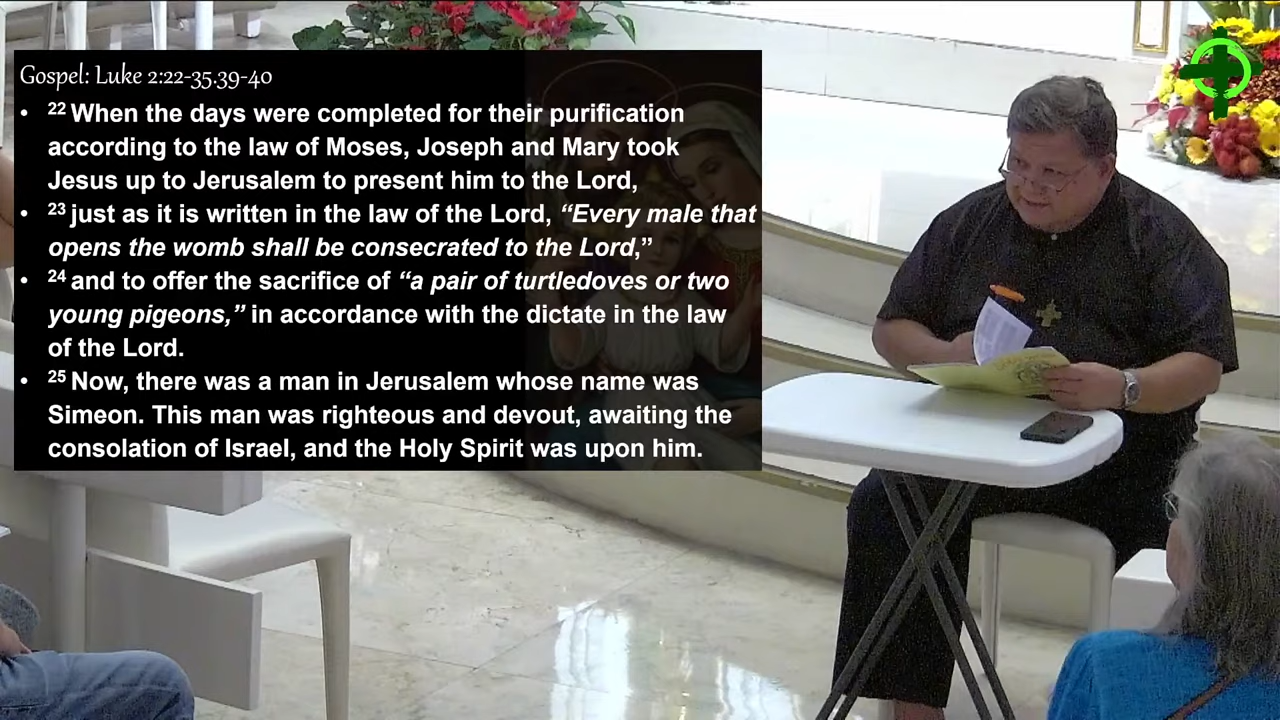 Gospel: Luke 2:22-35.39-40
• 22 When the days were completed for their purification
according to the law of Moses, Joseph and Mary took
Jesus up to Jerusalem to present him to the Lord,
• 23 just as it is written in the law of the Lord, “Every male that
opens the womb shall be consecrated to the Lord,”
• 24 and to offer the sacrifice of “a pair of turtledoves or two
young pigeons,” in accordance with the dictate in the law
of the Lord.
• 25 Now, there was a man in Jerusalem whose name was
Simeon. This man was righteous and devout, awaiting the
consolation of Israel, and the Holy Spirit was upon him.